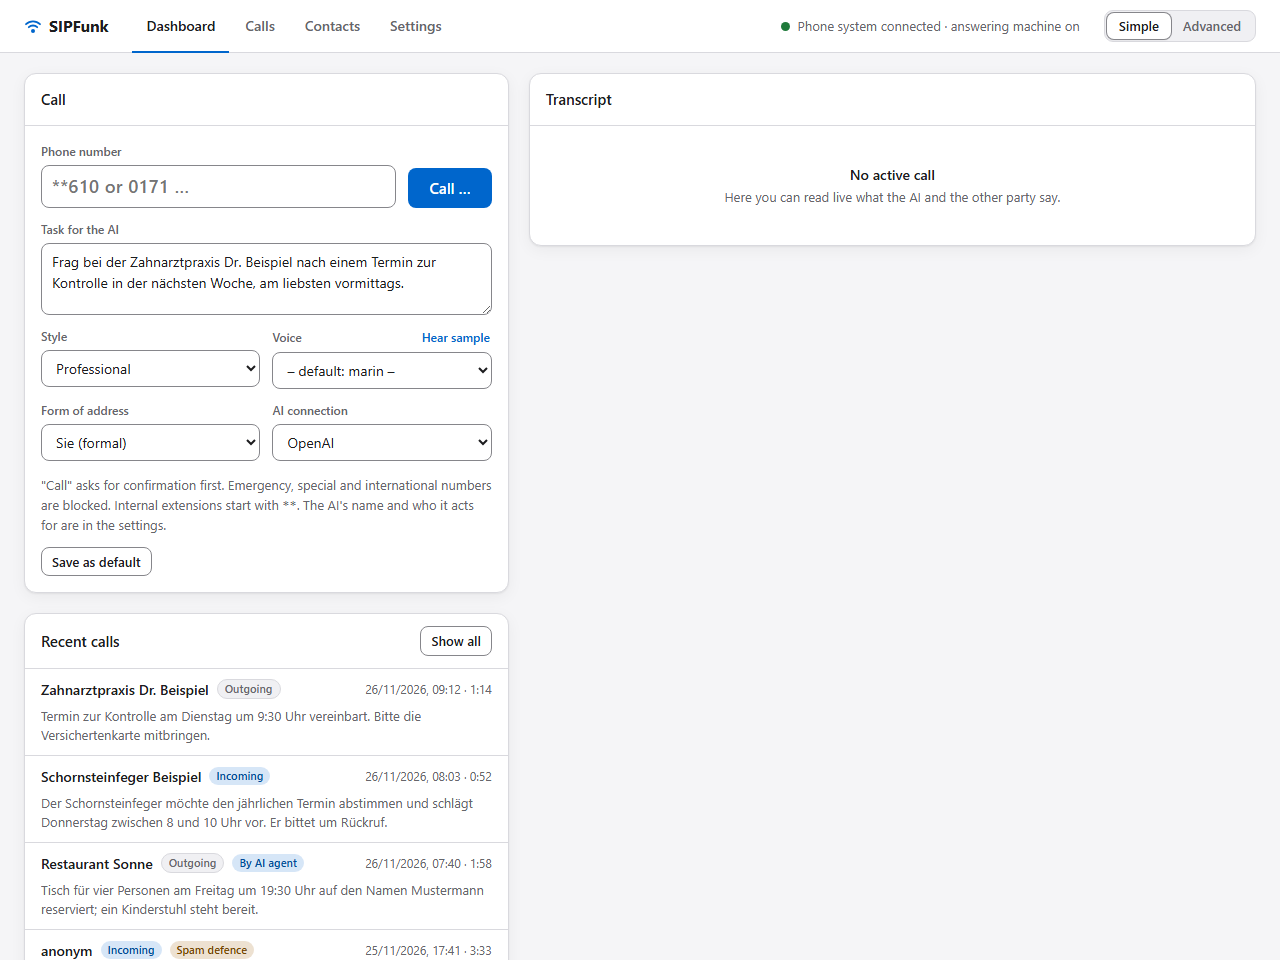 SIPFunk
Dashboard
Calls
Contacts
Settings
Phone system connected · answering machine on
Simple
Advanced
Call
Phone number
**610 or 0171 ...
Call ...
Task for the AI
Frag bei der Zahnarztpraxis Dr. Beispiel nach einem Termin zur
Kontrolle in der nächsten Woche, am liebsten vormittags.
Style
Voice
Hear sample
Professional
– default: marin –
Form of address
AI connection
Sie (formal)
OpenAI
"Call" asks for confirmation first. Emergency, special and international numbers
are blocked. Internal extensions start with **. The AI's name and who it acts
for are in the settings.
Save as default
Transcript
No active call
Here you can read live what the AI and the other party say.
Recent calls
Show all
Zahnarztpraxis Dr. Beispiel Outgoing 26/11/2026, 09:12 · 1:14
Termin zur Kontrolle am Dienstag um 9:30 Uhr vereinbart. Bitte die
Versichertenkarte mitbringen.
Schornsteinfeger Beispiel Incoming 26/11/2026, 08:03 · 0:52
Der Schornsteinfeger möchte den jährlichen Termin abstimmen und schlägt
Donnerstag zwischen 8 und 10 Uhr vor. Er bittet um Rückruf.
Restaurant Sonne Outgoing By AI agent 26/11/2026, 07:40 · 1:58
Tisch für vier Personen am Freitag um 19:30 Uhr auf den Namen Mustermann
reserviert; ein Kinderstuhl steht bereit.
anonym Incoming Spam defence 25/11/2026, 17:41 · 3:33